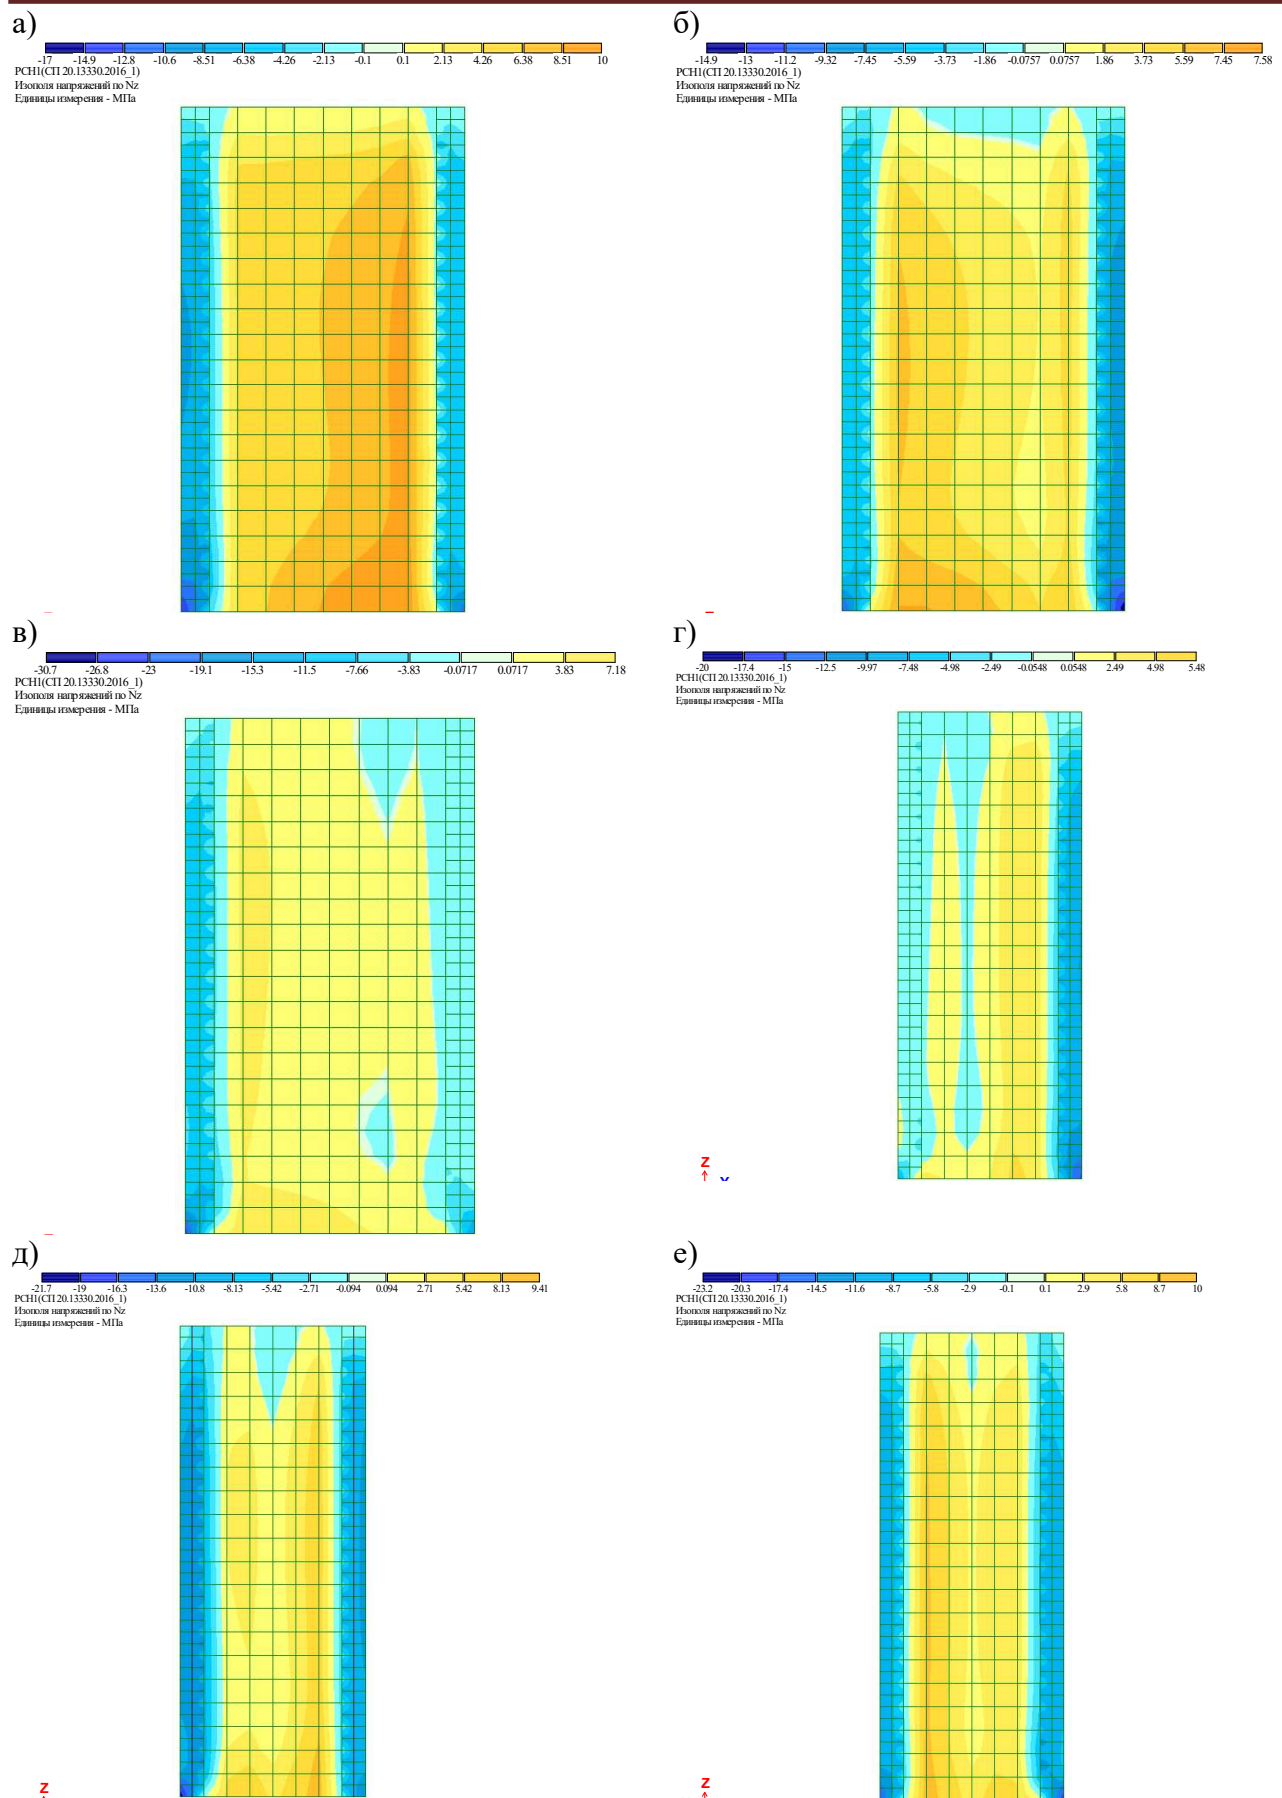 а)
-17 -14.9 -12.8 -10.6 -8.51 -6.38 -4.26 -2.13 -0.1 0.1 2.13 4.26 6.38 8.51 10
РСН1(СП 20.13330.2016_1)
Изополя напряжений по Nz
Единицы измерения - МПа
б)
-14.9 -13 -11.2 -9.32 -7.45 -5.59 -3.73 -1.86 -0.0757 0.0757 1.86 3.73 5.59 7.45 7.58
РСН1(СП 20.13330.2016_1)
Изополя напряжений по Nz
Единицы измерения - МПа
в)
-30.7 -26.8 -23 -19.1 -15.3 -11.5 -7.66 -3.83 -0.0717 0.0717 3.83 7.18
РСН1(СП 20.13330.2016_1)
Изополя напряжений по Nz
Единицы измерения - МПа
г)
-20 -17.4 -15 -12.5 -9.97 -7.48 -4.98 -2.49 -0.0548 0.0548 2.49 4.98 5.48
РСН1(СП 20.13330.2016_1)
Изополя напряжений по Nz
Единицы измерения - МПа
Z
д)
-21.7 -19 -16.3 -13.6 -10.8 -8.13 -5.42 -2.71 -0.094 0.094 2.71 5.42 8.13 9.41
РСН1(СП 20.13330.2016_1)
Изополя напряжений по Nz
Единицы измерения - МПа
Z
е)
-23.2 -20.3 -17.4 -14.5 -11.6 -8.7 -5.8 -2.9 -0.1 0.1 2.9 5.8 8.7 10
РСН1(СП 20.13330.2016_1)
Изополя напряжений по Nz
Единицы измерения - МПа
Z